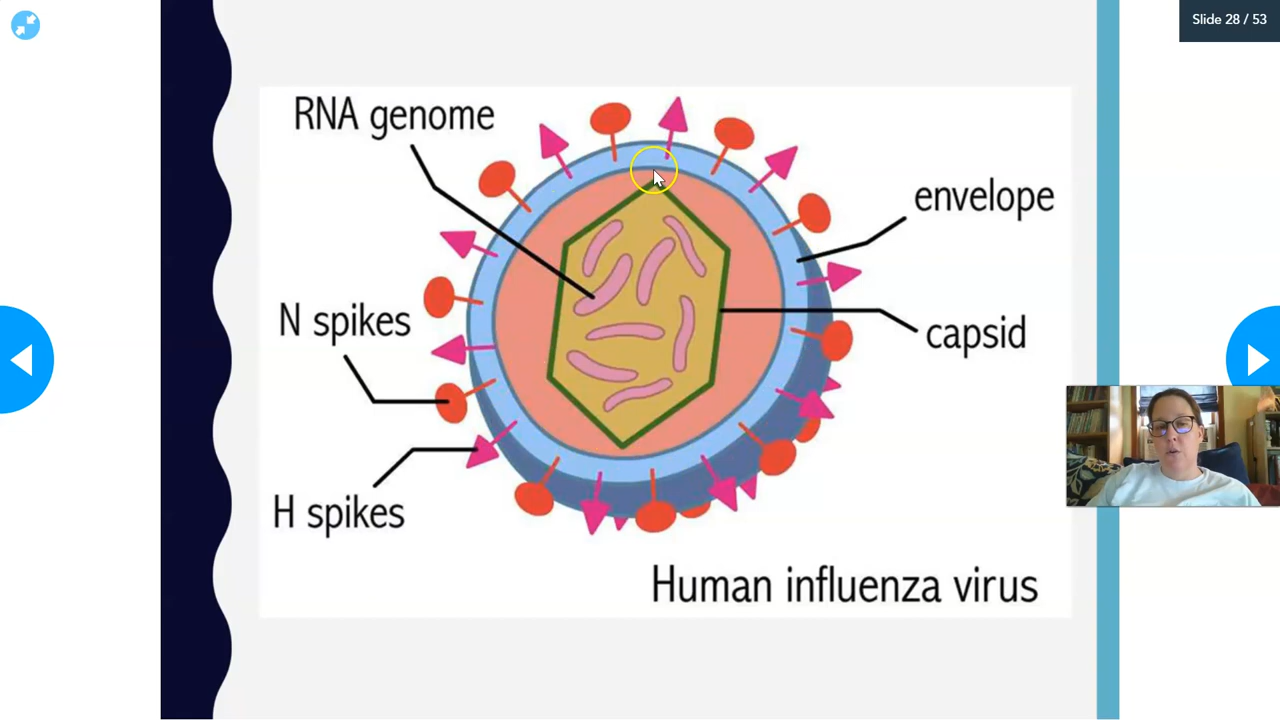 Slide 28 / 53
RNA genome
envelope
N spikes
capsid
H spikes
Human influenza virus